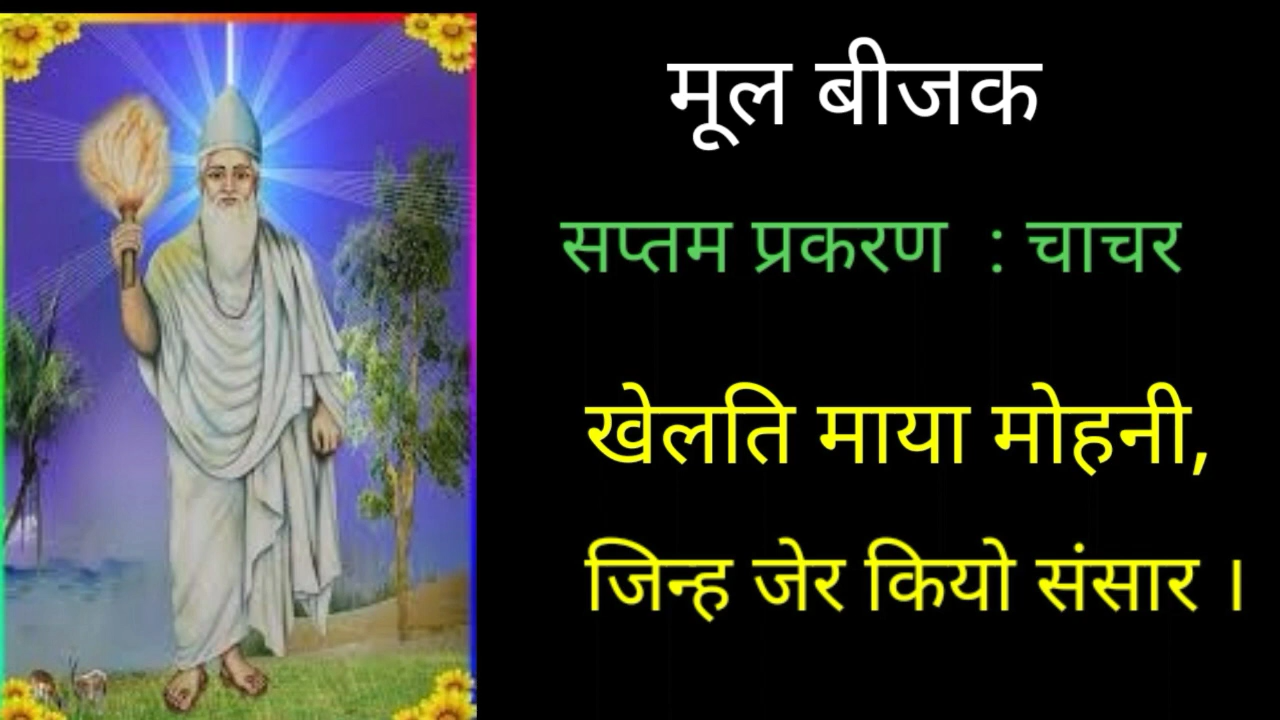 मूल बीजक
सप्तम प्रकरण : चाचर
खेलति माया मोहनी,
जिन्ह जेर कियो संसार ।